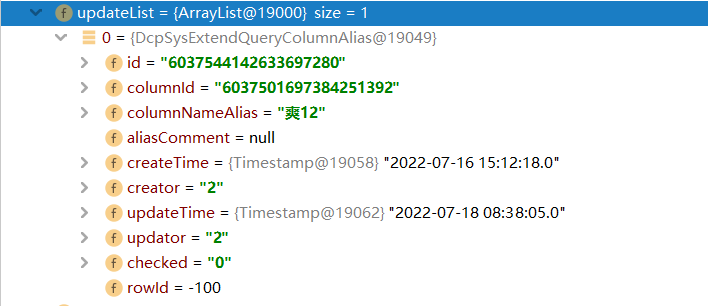 updateList = {ArrayList@19000} size = 1
0 = {DcpSysExtendQueryColumnAlias@19049}
f id = "6037544142633697280"
f columnId = "6037501697384251392"
f columnNameAlias = "爽12"
f aliasComment = null
f createTime = {Timestamp@19058} "2022-07-16 15:12:18.0"
f creator = "2"
f updateTime = {Timestamp@19062} "2022-07-18 08:38:05.0"
f updator = "2"
f checked = "0"
f rowId = -100